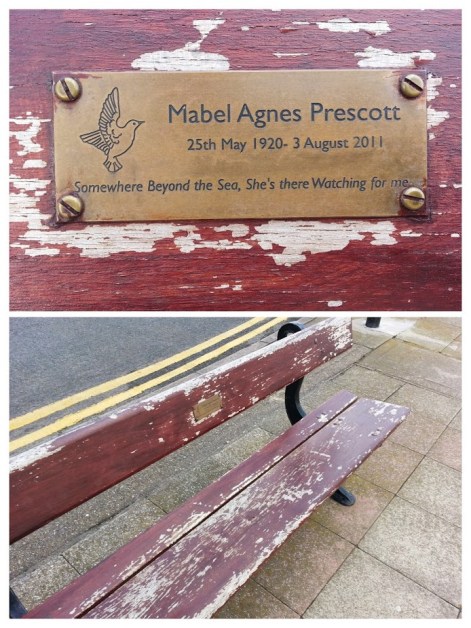 Mabel Agnes Prescott
25th May 1920- 3 August 2011
Somewhere Beyond the Sea, She's there Watching for me.